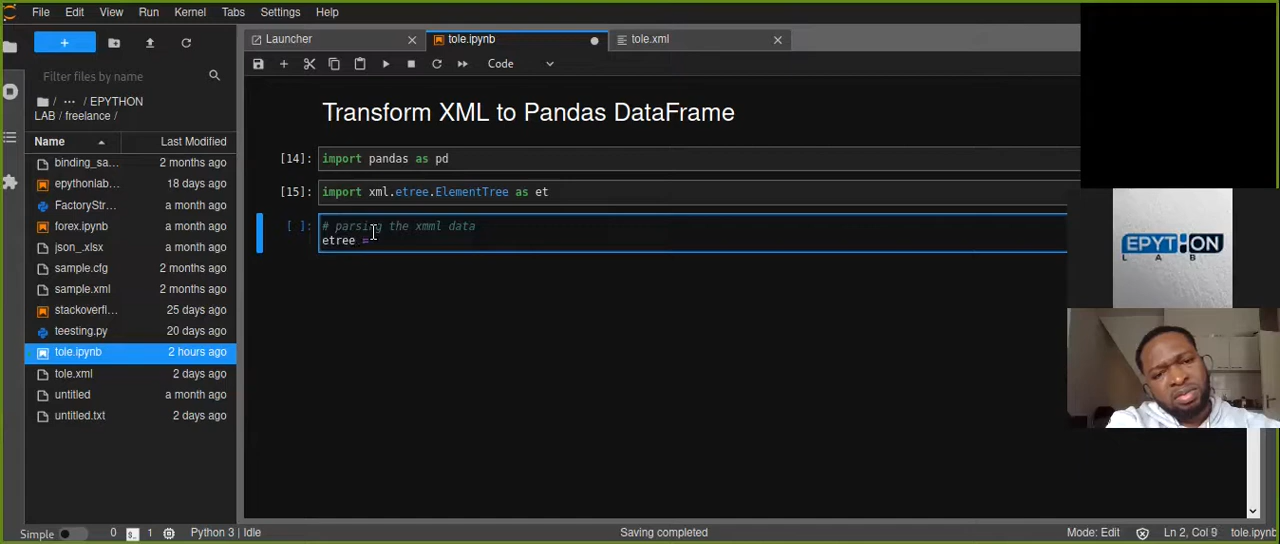 File Edit View Run Kernel Tabs Settings Help
Launcher
tole.ipynb
tole.xml
Code
Filter files by name
/ ··· / EPYTHON
LAB / freelance /
Name Last Modified
binding_sa... 2 months ago
epythonlab... 18 days ago
FactoryStr... a month ago
forex.ipynb a month ago
json_.xlsx a month ago
sample.cfg 2 months ago
sample.xml 2 months ago
stackoverfl... 25 days ago
teesting.py 20 days ago
tole.ipynb 2 hours ago
tole.xml 2 days ago
untitled a month ago
untitled.txt 2 days ago
Transform XML to Pandas DataFrame
[14]: import pandas as pd
[15]: import xml.etree.ElementTree as et
[ ]: # parsing the xmml data
etree =
EPYTHON
LAB
Simple 0 1 Python 3 | Idle Saving completed Mode: Edit Ln 2, Col 9 tole.ipynb